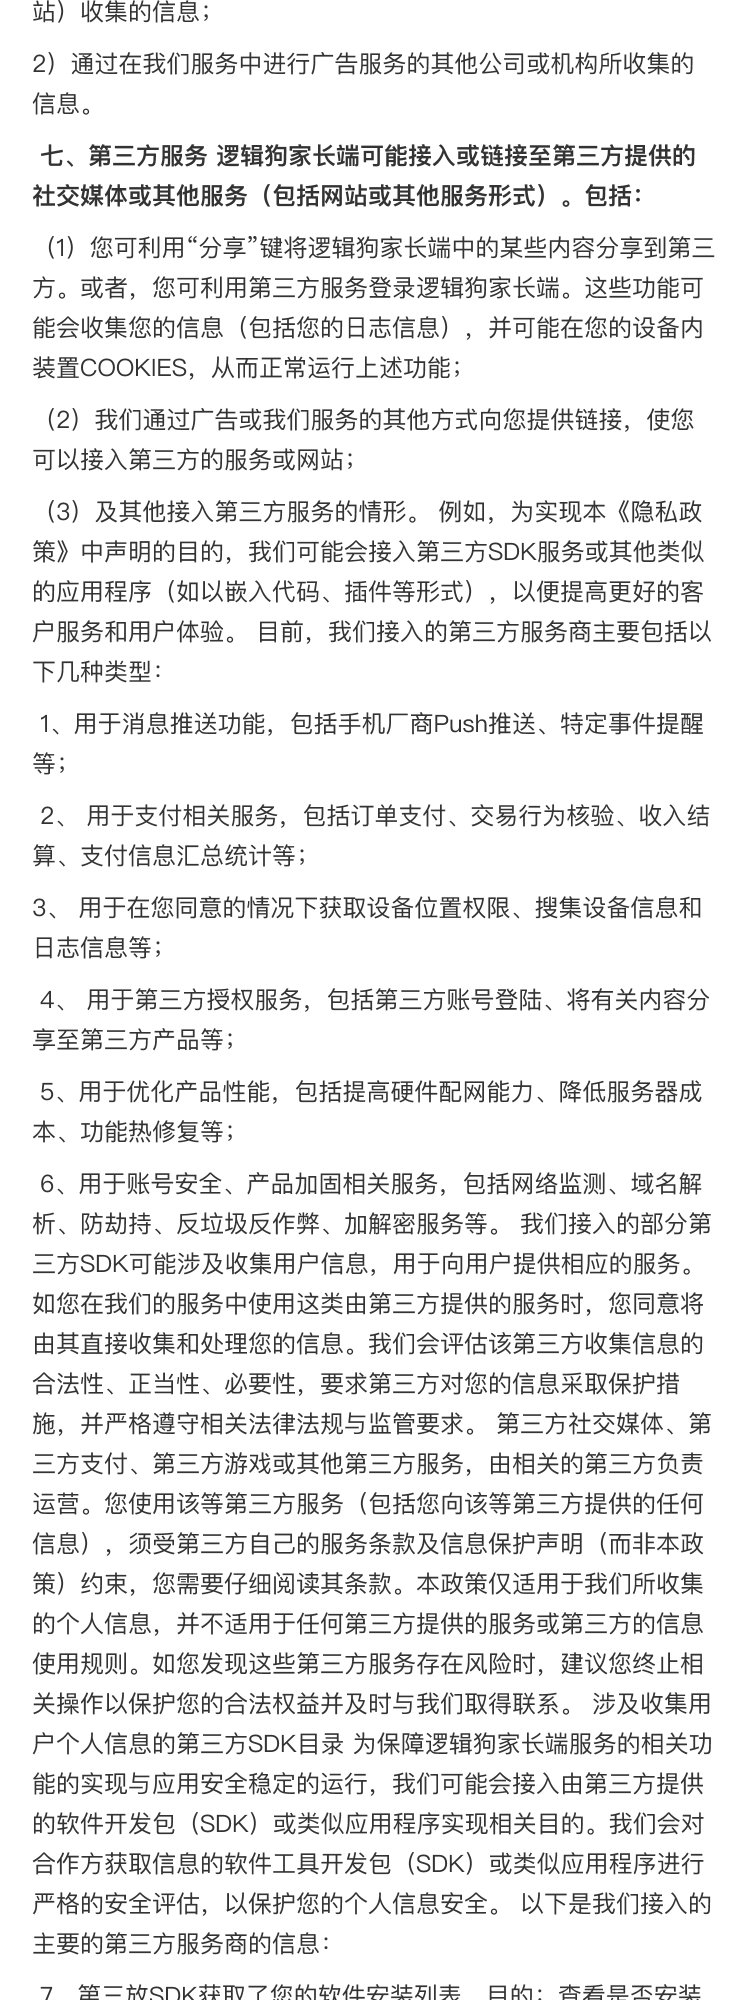 站）收集的信息；
2）通过在我们服务中进行广告服务的其他公司或机构所收集的
信息。
七、第三方服务 逻辑狗家长端可能接入或链接至第三方提供的
社交媒体或其他服务（包括网站或其他服务形式）。包括：
（1）您可利用“分享”键将逻辑狗家长端中的某些内容分享到第三
方。或者，您可利用第三方服务登录逻辑狗家长端。这些功能可
能会收集您的信息（包括您的日志信息），并可能在您的设备内
装置COOKIES，从而正常运行上述功能；
（2）我们通过广告或我们服务的其他方式向您提供链接，使您
可以接入第三方的服务或网站；
（3）及其他接入第三方服务的情形。 例如，为实现本《隐私政
策》中声明的目的，我们可能会接入第三方SDK服务或其他类似
的应用程序（如以嵌入代码、插件等形式），以便提高更好的客
户服务和用户体验。 目前，我们接入的第三方服务商主要包括以
下几种类型：
1、用于消息推送功能，包括手机厂商Push推送、特定事件提醒
等；
2、 用于支付相关服务，包括订单支付、交易行为核验、收入结
算、支付信息汇总统计等；
3、 用于在您同意的情况下获取设备位置权限、搜集设备信息和
日志信息等；
4、 用于第三方授权服务，包括第三方账号登陆、将有关内容分
享至第三方产品等；
5、用于优化产品性能，包括提高硬件配网能力、降低服务器成
本、功能热修复等；
6、用于账号安全、产品加固相关服务，包括网络监测、域名解
析、防劫持、反垃圾反作弊、加解密服务等。 我们接入的部分第
三方SDK可能涉及收集用户信息，用于向用户提供相应的服务。
如您在我们的服务中使用这类由第三方提供的服务时，您同意将
由其直接收集和处理您的信息。我们会评估该第三方收集信息的
合法性、正当性、必要性，要求第三方对您的信息采取保护措
施，并严格遵守相关法律法规与监管要求。 第三方社交媒体、第
三方支付、第三方游戏或其他第三方服务，由相关的第三方负责
运营。您使用该等第三方服务（包括您向该等第三方提供的任何
信息），须受第三方自己的服务条款及信息保护声明（而非本政
策）约束，您需要仔细阅读其条款。本政策仅适用于我们所收集
的个人信息，并不适用于任何第三方提供的服务或第三方的信息
使用规则。如您发现这些第三方服务存在风险时，建议您终止相
关操作以保护您的合法权益并及时与我们取得联系。 涉及收集用
户个人信息的第三方SDK目录 为保障逻辑狗家长端服务的相关功
能的实现与应用安全稳定的运行，我们可能会接入由第三方提供
的软件开发包（SDK）或类似应用程序实现相关目的。我们会对
合作方获取信息的软件工具开发包（SDK）或类似应用程序进行
严格的安全评估，以保护您的个人信息安全。 以下是我们接入的
主要的第三方服务商的信息：
7、第三放SDK获取了您的软件安装列表，目的：查看是否安装